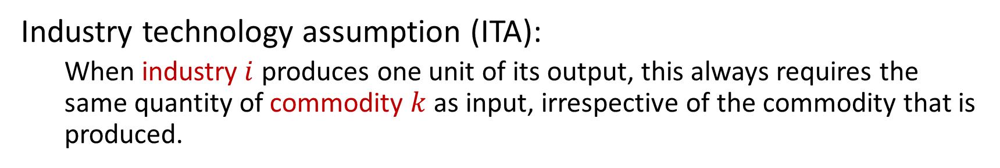 Industry technology assumption (ITA):
When industry i produces one unit of its output, this always requires the
same quantity of commodity k as input, irrespective of the commodity that is
produced.